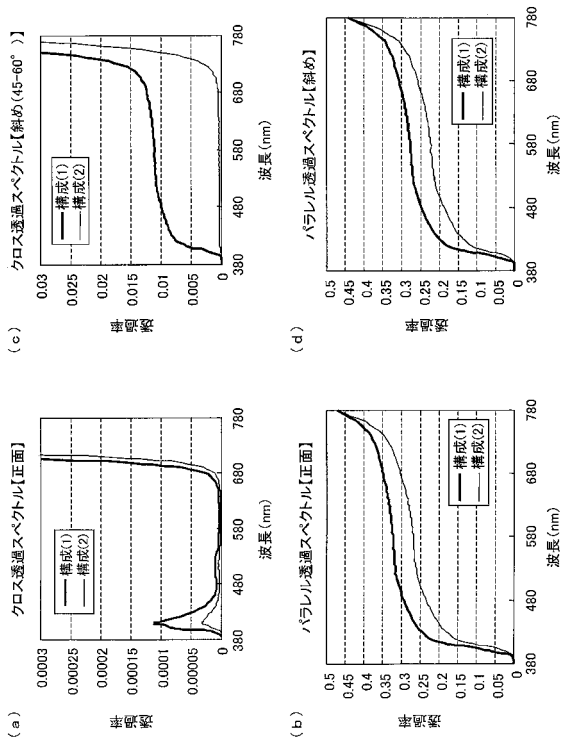 (a)
クロス透過スペクトル【正面】
0.0003
0.00025
0.0002
0.00015
0.0001
0.00005
0
透過率
構成(1)
構成(2)
380
480
580
680
780
波長(nm)
(b)
パラレル透過スペクトル【正面】
0.5
0.45
0.4
0.35
0.3
0.25
0.2
0.15
0.1
0.05
0
透過率
構成(1)
構成(2)
380
480
580
680
780
波長(nm)
(c)
クロス透過スペクトル【斜め(45-60°)】
0.03
0.025
0.02
0.015
0.01
0.005
0
透過率
構成(1)
構成(2)
380
480
580
680
780
波長(nm)
(d)
パラレル透過スペクトル【斜め】
0.5
0.45
0.4
0.35
0.3
0.25
0.2
0.15
0.1
0.05
0
透過率
構成(1)
構成(2)
380
480
580
680
780
波長(nm)